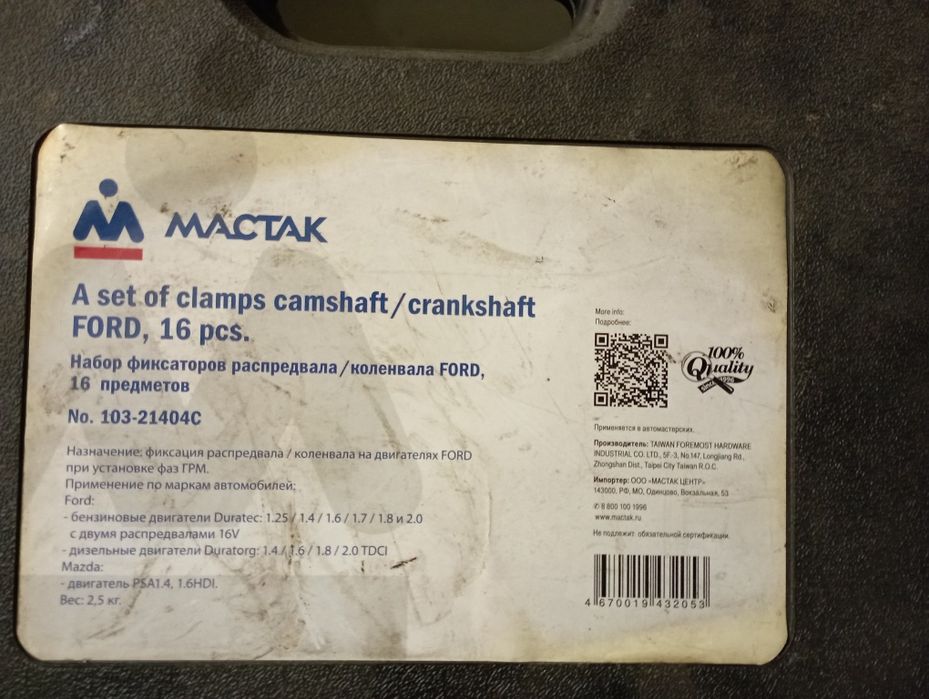 МАСТАК
A set of clamps camshaft/crankshaft
FORD, 16 pcs.
Набор фиксаторов распредвала/коленвала FORD,
16 предметов
No. 103-21404C
Назначение: фиксация распредвала / коленвала на двигателях FORD
при установке фаз ГРМ.
Применение по маркам автомобилей:
Ford:
- бензиновые двигатели Duratec: 1.25 / 1.4 / 1.6 / 1.7 / 1.8 и 2.0
с двумя распредвалами 16V
- дизельные двигатели Duratorg: 1.4 / 1.6 / 1.8 / 2.0 TDCI
Mazda:
- двигатель PSA1.4, 1.6HDI.
Вес: 2,5 кг.
More info:
Подробнее:
100%
Quality
since 1996
Применяется в автомастерских.
Производитель: TAIWAN FOREMOST HARDWARE
INDUSTRIAL CO. LTD., 5F.-3, No.147, Longjiang Rd.,
Zhongshan Dist., Taipei City Taiwan R.O.C.
Импортер: ООО «МАСТАК ЦЕНТР»
143000, РФ, МО, Одинцово, Вокзальная, 53
✆ 8 800 100 1996
www.mactak.ru
Не подлежит обязательной сертификации.
4 670019 432053